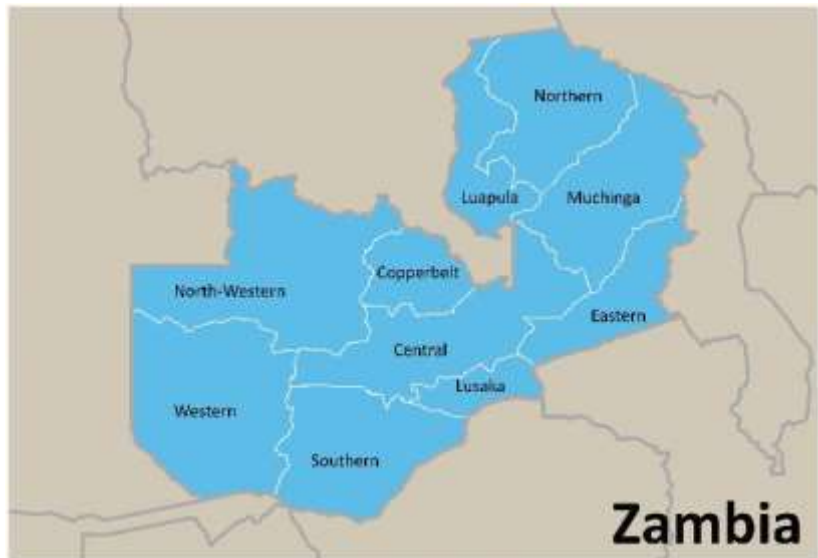 Northern
Luapula
Muchinga
Copperbelt
North-Western
Eastern
Central
Lusaka
Western
Southern
Zambia